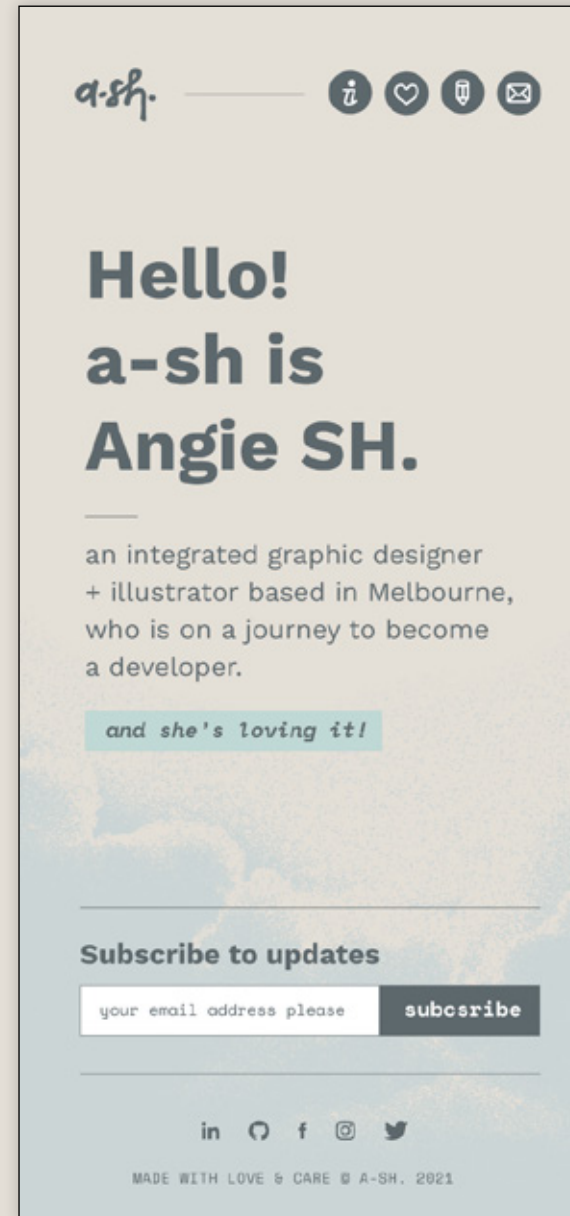 a-sh.
Hello!
a-sh is
Angie SH.
an integrated graphic designer
+ illustrator based in Melbourne,
who is on a journey to become
a developer.
and she's loving it!
Subscribe to updates
your email address please subcsribe
in f
MADE WITH LOVE & CARE @ A-SH. 2021